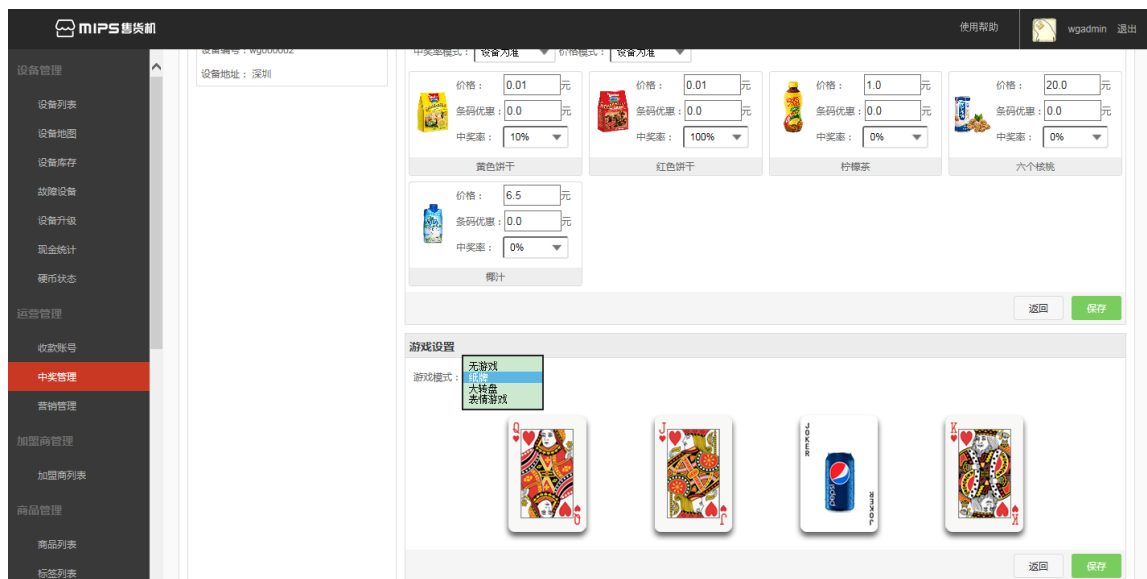 MIPS售货机
使用帮助 wgadmin 退出
设备管理
设备列表
设备地图
设备库存
故障设备
设备升级
现金统计
硬币状态
运营管理
收款账号
中奖管理
营销管理
加盟商管理
加盟商列表
商品管理
商品列表
标签列表
设备编号：wg000002
设备地址： 深圳
中奖率模式： 设备为准 价格模式： 设备为准
价格： 0.01 元
条码优惠：0.0 元
中奖率： 10%
黄色饼干
价格： 0.01 元
条码优惠：0.0 元
中奖率： 100%
红色饼干
价格： 1.0 元
条码优惠：0.0 元
中奖率： 0%
柠檬茶
价格： 20.0 元
条码优惠：0.0 元
中奖率： 0%
六个核桃
价格： 6.5 元
条码优惠：0.0 元
中奖率： 0%
椰汁
返回 保存
游戏设置
游戏模式：
无游戏
纸牌
大转盘
表情游戏
Q
Q
J
J
JOKER
pepsi
JOKER
K
K
返回 保存